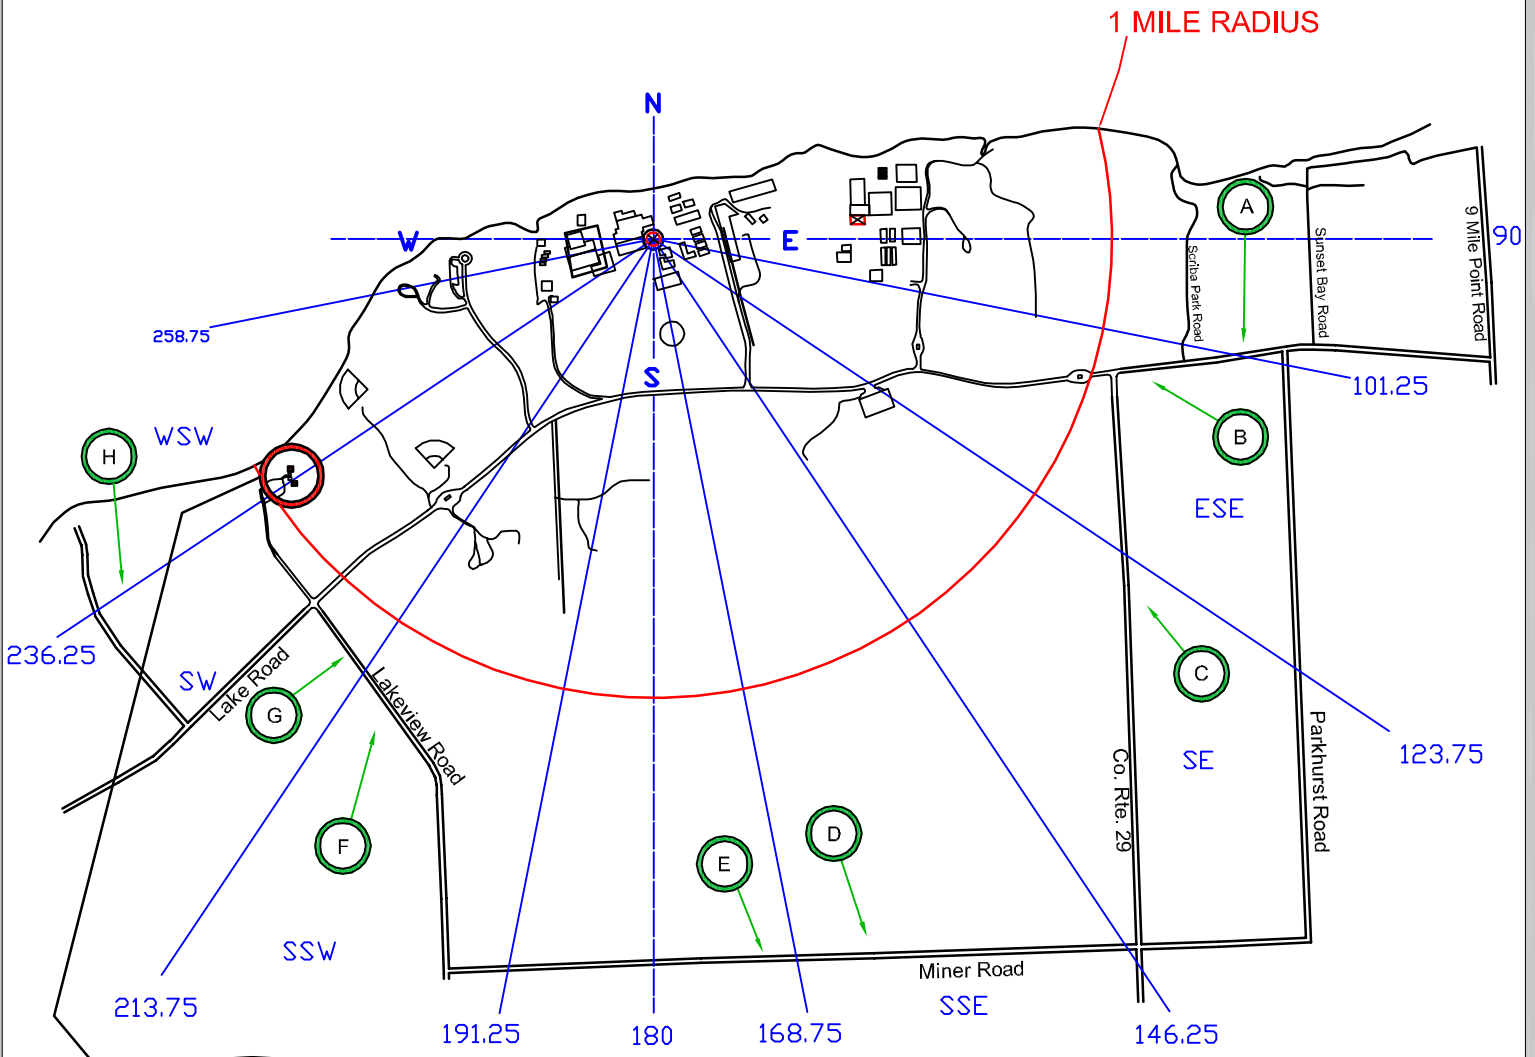 1 MILE RADIUS
N
A
9 Mile Point Road
W
E
90
Sunset Bay Road
Scriba Park Road
258.75
S
101.25
H
WSW
B
ESE
236.25
SW
Lake Road
G
Lakeview Road
C
SE
123.75
Parkhurst Road
Co. Rte. 29
F
E
D
SSW
Miner Road
213.75
SSE
191.25
180
168.75
146.25